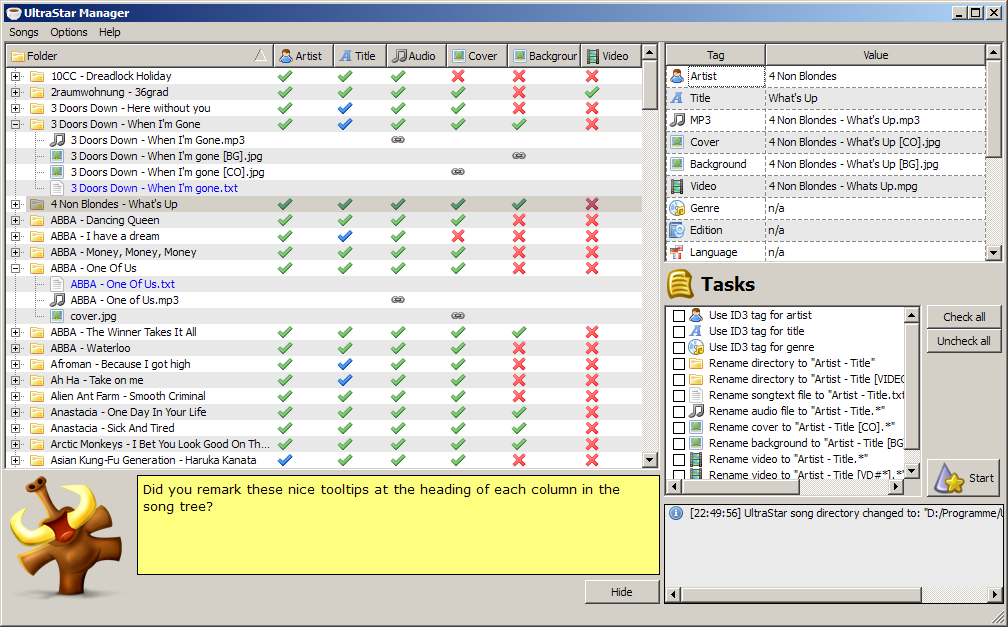 UltraStar Manager
Songs Options Help
Folder Artist Title Audio Cover Backgrour Video
10CC - Dreadlock Holiday
2raumwohnung - 36grad
3 Doors Down - Here without you
3 Doors Down - When I'm Gone
3 Doors Down - When I'm Gone.mp3
3 Doors Down - When I'm gone [BG].jpg
3 Doors Down - When I'm gone [CO].jpg
3 Doors Down - When I'm gone.txt
4 Non Blondes - What's Up
ABBA - Dancing Queen
ABBA - I have a dream
ABBA - Money, Money, Money
ABBA - One Of Us
ABBA - One Of Us.txt
ABBA - One of Us.mp3
cover.jpg
ABBA - The Winner Takes It All
ABBA - Waterloo
Afroman - Because I got high
Ah Ha - Take on me
Alien Ant Farm - Smooth Criminal
Anastacia - One Day In Your Life
Anastacia - Sick And Tired
Arctic Monkeys - I Bet You Look Good On Th...
Asian Kung-Fu Generation - Haruka Kanata
Did you remark these nice tooltips at the heading of each column in the
song tree?
Hide
Tag Value
Artist 4 Non Blondes
Title What's Up
MP3 4 Non Blondes - What's Up.mp3
Cover 4 Non Blondes - What's Up [CO].jpg
Background 4 Non Blondes - What's Up [BG].jpg
Video 4 Non Blondes - Whats Up.mpg
Genre n/a
Edition n/a
Language n/a
Tasks
Use ID3 tag for artist
Use ID3 tag for title
Use ID3 tag for genre
Rename directory to "Artist - Title"
Rename directory to "Artist - Title [VIDEO
Rename songtext file to "Artist - Title.txt
Rename audio file to "Artist - Title.*"
Rename cover to "Artist - Title [CO].*"
Rename background to "Artist - Title [BG
Rename video to "Artist - Title.*"
Rename video to "Artist - Title [VD#*].*"
Check all
Uncheck all
Start
[22:49:56] UltraStar song directory changed to: "D:/Programme/U